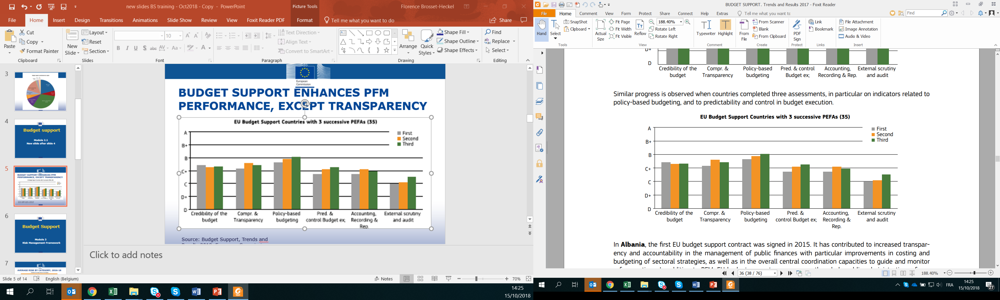 new slides BS training - Oct2018 - Copy - PowerPoint
Picture Tools
Florence Brosset-Heckel
File Home Insert Design Transitions Animations Slide Show Review View Foxit Reader PDF Format Tell me what you want to do Share
Paste
Cut
Copy
Format Painter
Clipboard
New Slide
Layout
Reset
Section
Slides
10
B I U S abc AV Aa A
Font
Text Direction
Align Text
Convert to SmartArt
Paragraph
Arrange
Quick Styles
Shape Fill
Shape Outline
Shape Effects
Drawing
Find
Replace
Select
Editing
3
4
Budget support
Module 2.1
New slide after slide 4
5
BUDGET SUPPORT ENHANCES PFM
PERFORMANCE, EXCEPT TRANSPARENCY
6
Budget Support
Module 3
Risk Management Framework
7
AVERAGE RISK BY CATEGORY, 2016-18
European
Commission
BUDGET SUPPORT ENHANCES PFM
PERFORMANCE, EXCEPT TRANSPARENCY
EU Budget Support Countries with 3 successive PEFAs (35)
A
B+
B
C+
C
D+
D
First
Second
Third
Credibility of the budget
Compr. & Transparency
Policy-based budgeting
Pred. & control Budget ex;
Accounting, Recording & Rep.
External scrutiny and audit
Source: Budget Support, Trends and
Click to add notes
Slide 5 of 14 English (Belgium) Notes 70%
14:25
15/10/2018
BUDGET SUPPORT. Trends and Results 2017 - Foxit Reader
File Home Comment View Form Protect Share Connect Help Extras Tell me what you want tc Find
Hand
Select
SnapShot
Clipboard
Tools
Actual Size
Fit Page
Fit Width
Fit Visible
Reflow
188.40%
Rotate Left
Rotate Right
View
Typewriter
Highlight
Comment
From File
From Scanner
Blank
From Clipboard
Create
PDF Sign
Protect
Link
Bookmark
Links
File Attachment
Image Annotation
Audio & Video
Insert
D+
D
Credibility of the budget
Compr. & Transparency
Policy-based budgeting
Pred. & control Budget ex;
Accounting, Recording & Rep.
External scrutiny and audit
Similar progress is observed when countries completed three assessments, in particular on indicators related to
policy-based budgeting, and to predictability and control in budget execution.
EU Budget Support Countries with 3 successive PEFAs (35)
A
B+
B
C+
C
D+
D
First
Second
Third
Credibility of the budget
Compr. & Transparency
Policy-based budgeting
Pred. & control Budget ex;
Accounting, Recording & Rep.
External scrutiny and audit
In Albania, the first EU budget support contract was signed in 2015. It has contributed to increased transpar-
ency and accountability in the management of public finances with particular improvements in costing and
budgeting of sectoral strategies, as well as in the overall central coordination capacities to guide and monitor
36 (38 / 76)
188.40%
FRA
14:25
15/10/2018
27